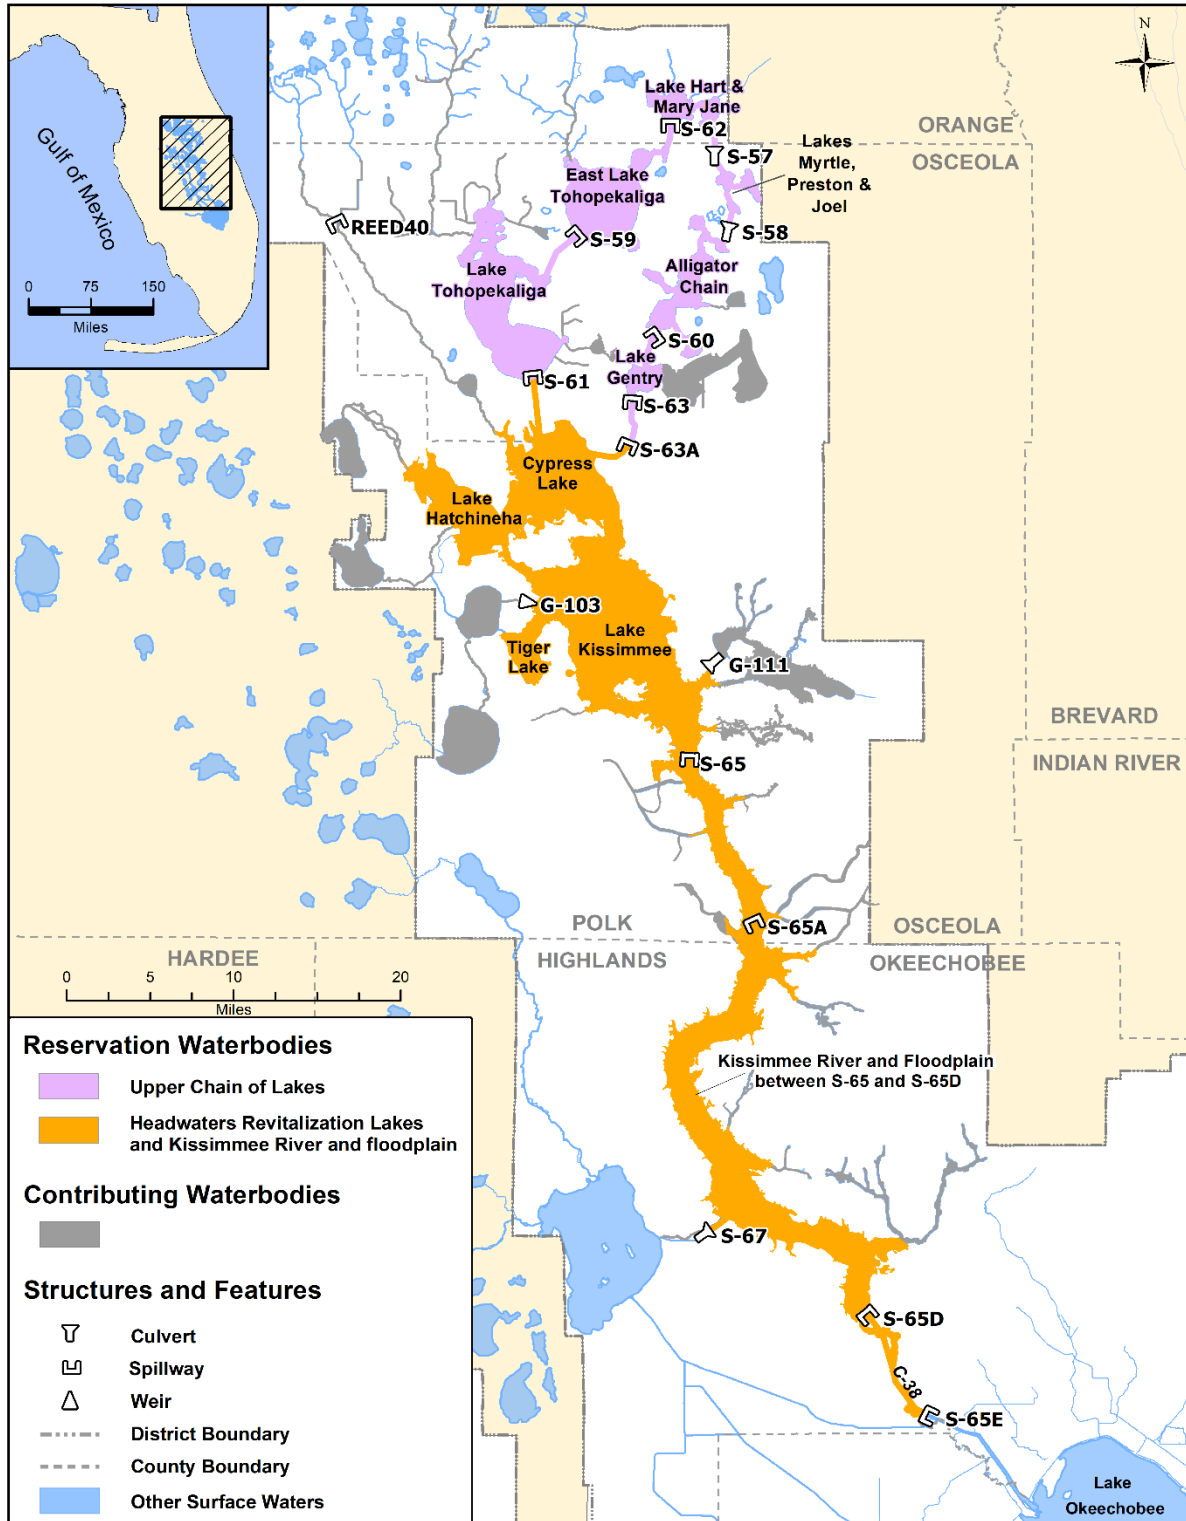 N
Gulf of Mexico
0 75 150
Miles
Lake Hart &
Mary Jane
S-62
ORANGE
OSCEOLA
S-57
Lakes
Myrtle,
Preston &
Joel
East Lake
Tohopekaliga
REED40
S-59
S-58
Lake
Tohopekaliga
Alligator
Chain
S-60
Lake
Gentry
S-61
S-63
S-63A
Cypress
Lake
Lake
Hatchineha
G-103
Lake
Kissimmee
Tiger
Lake
G-111
BREVARD
INDIAN RIVER
S-65
POLK
HIGHLANDS
S-65A
OSCEOLA
OKEECHOBEE
HARDEE
0 5 10 20
Miles
Kissimmee River and Floodplain
between S-65 and S-65D
S-67
S-65D
C-38
S-65E
Lake
Okeechobee
Reservation Waterbodies
Upper Chain of Lakes
Headwaters Revitalization Lakes
and Kissimmee River and floodplain
Contributing Waterbodies
Structures and Features
Culvert
Spillway
Weir
District Boundary
County Boundary
Other Surface Waters